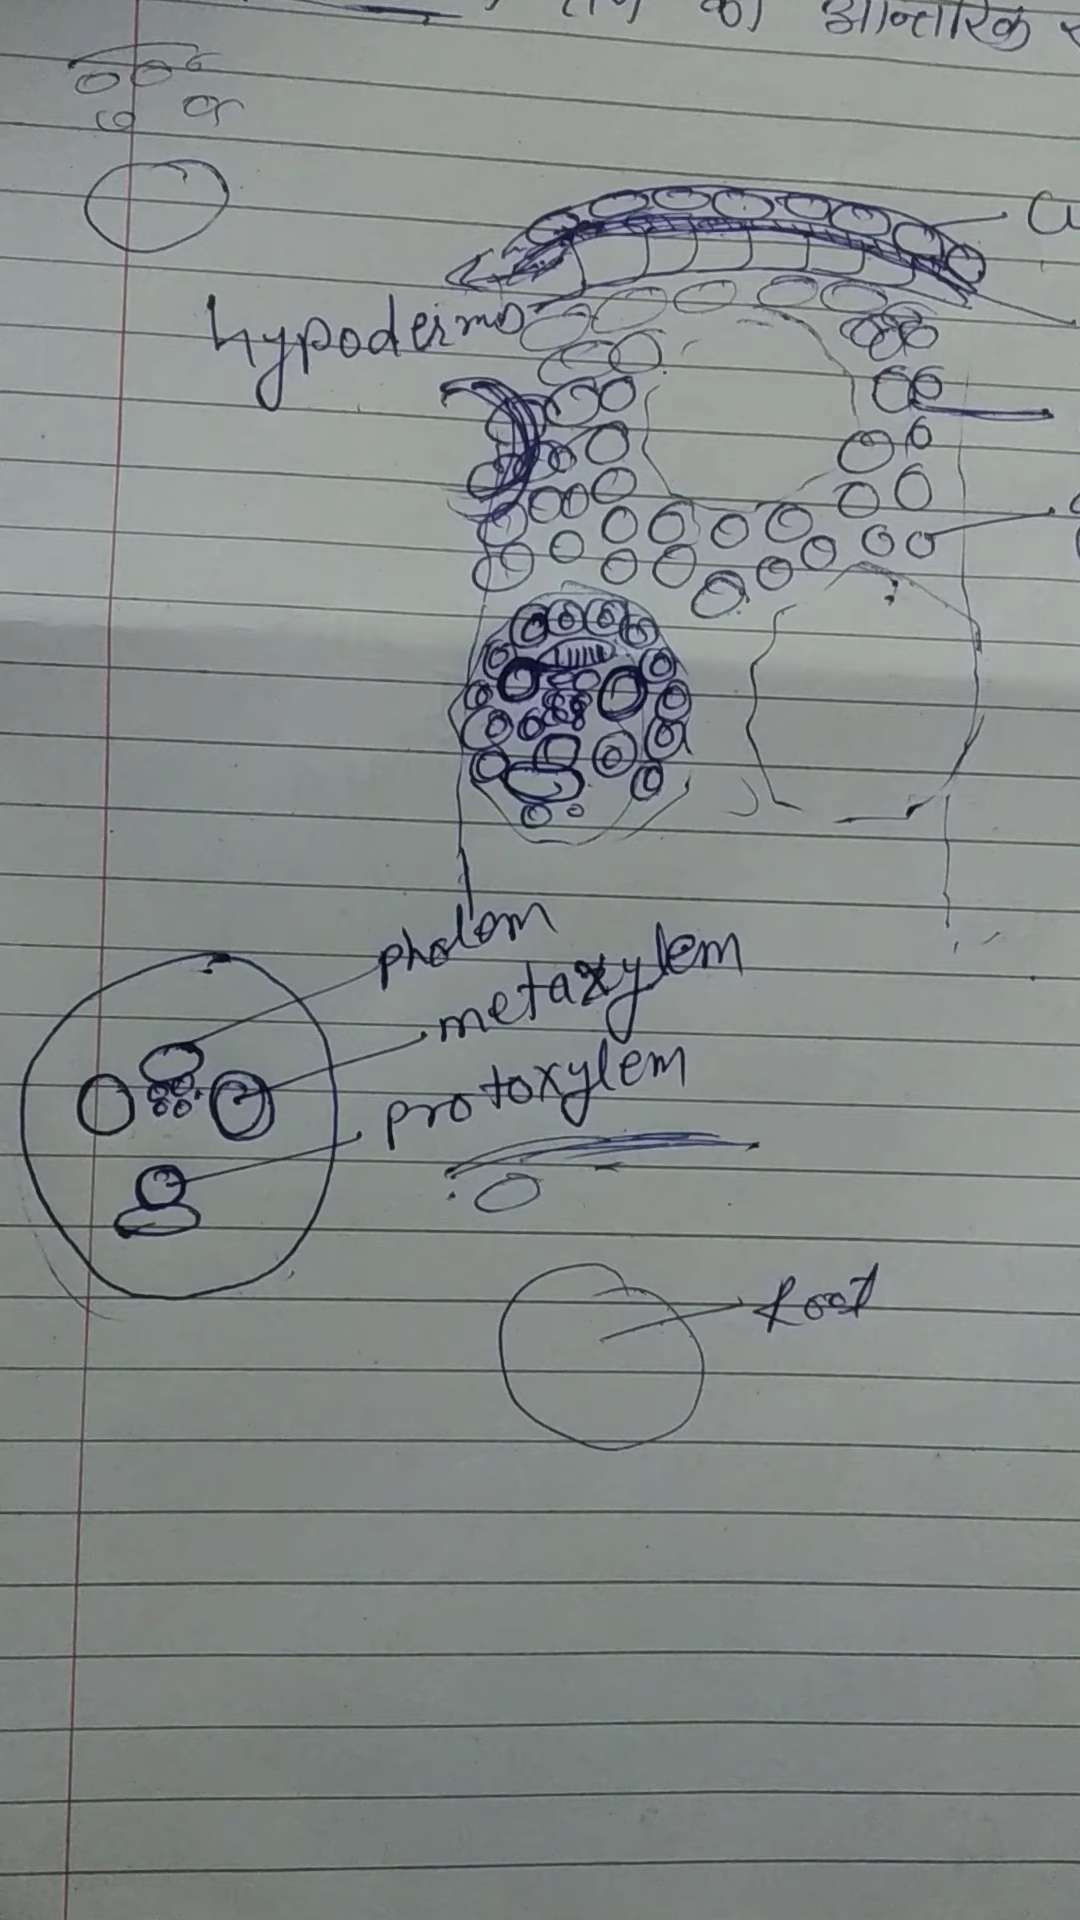 का आन्तरिक
hypodermis
pholem
metaxylem
protoxylem
Root